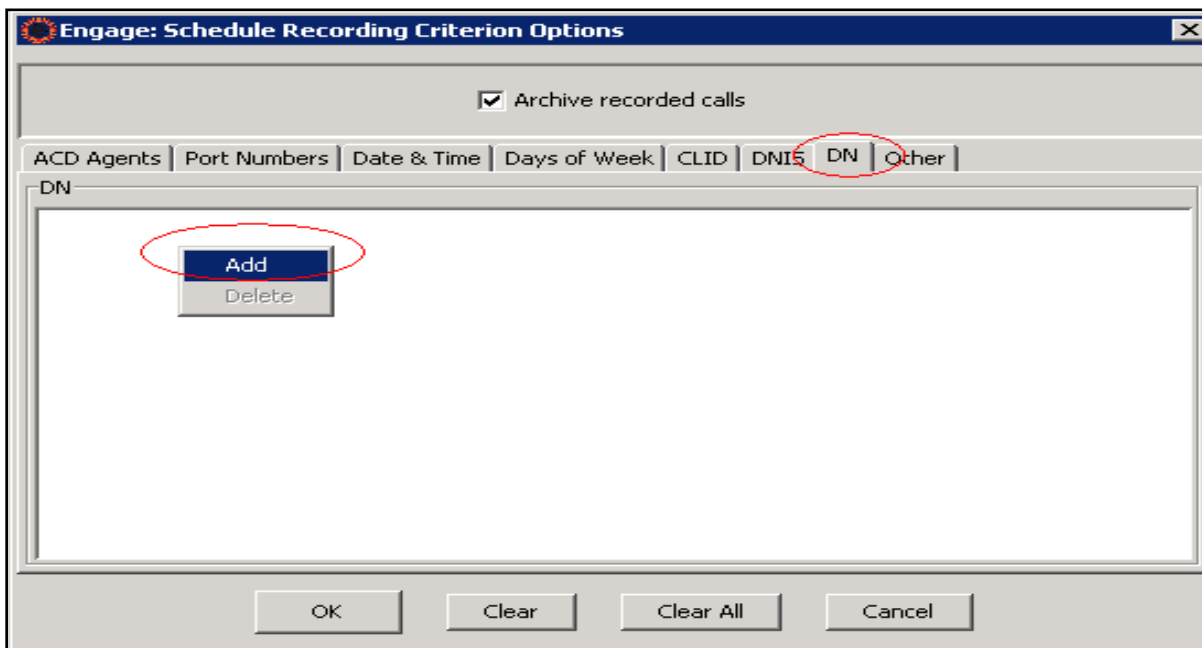 Engage: Schedule Recording Criterion Options
Archive recorded calls
ACD Agents Port Numbers Date & Time Days of Week CLID DNIS DN Other
DN
Add
Delete
OK Clear Clear All Cancel